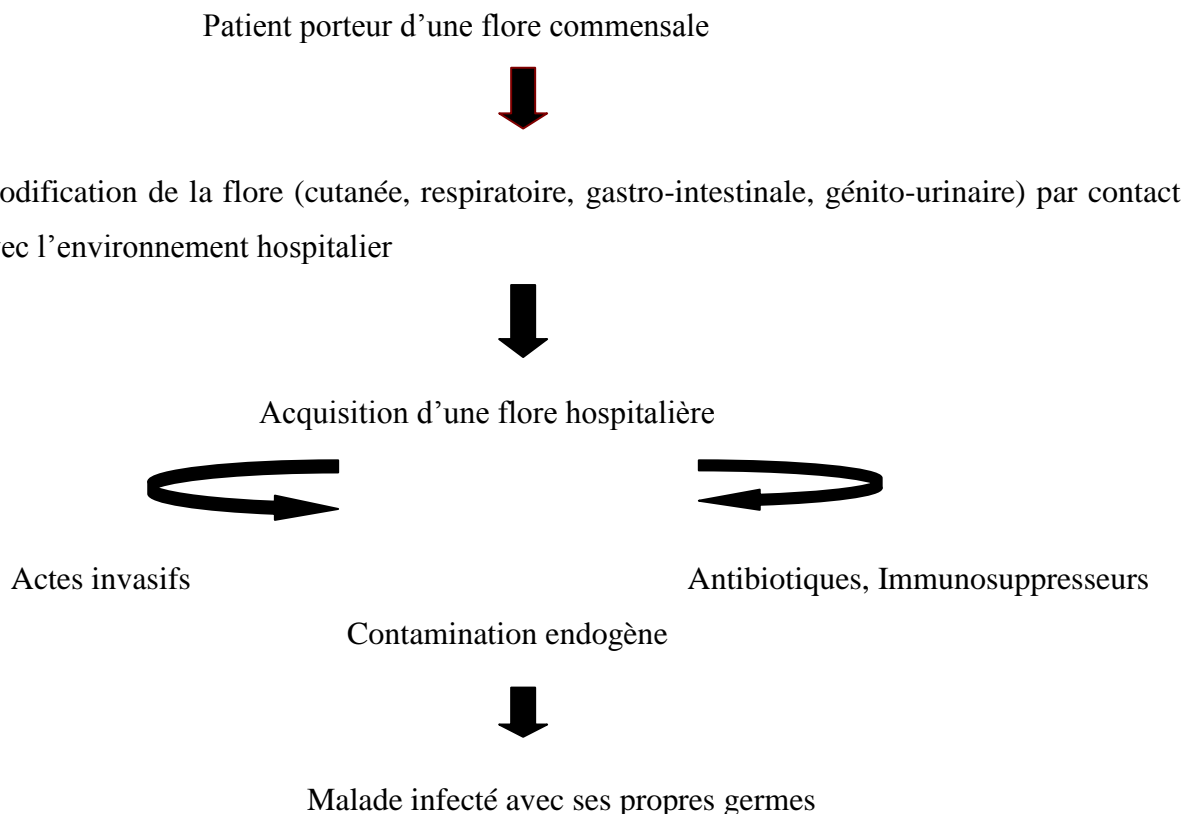 Patient porteur d’une flore commensale
odification de la flore (cutanée, respiratoire, gastro-intestinale, génito-urinaire) par contact
ec l’environnement hospitalier
Acquisition d’une flore hospitalière
Actes invasifs
Antibiotiques, Immunosuppresseurs
Contamination endogène
Malade infecté avec ses propres germes